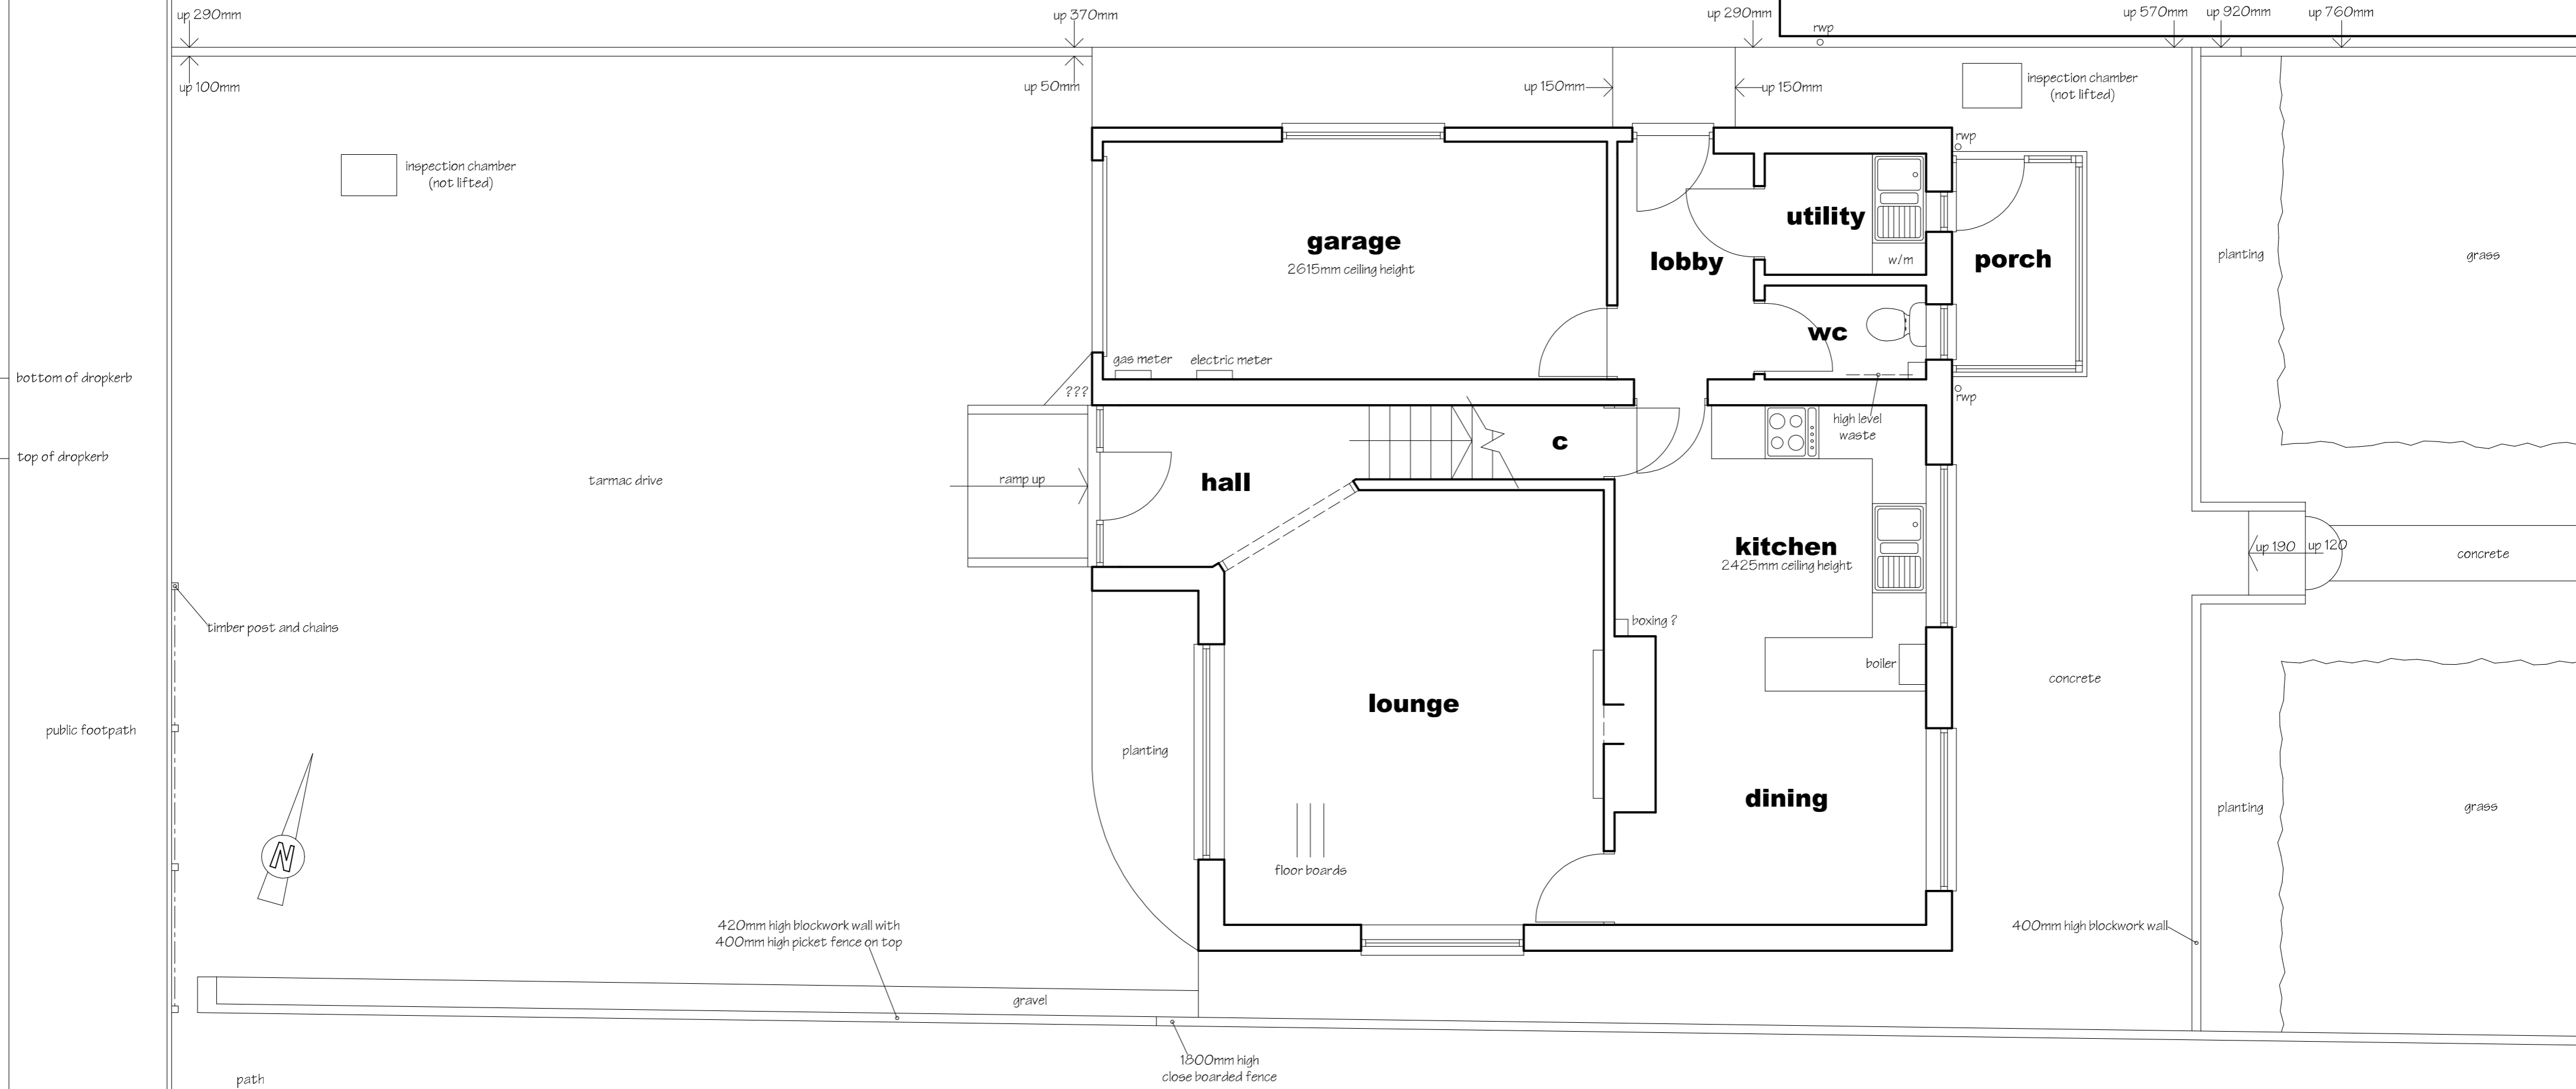 up 290mm
up 370mm
up 290mm
rwp
up 570mm
up 920mm
up 760mm
up 100mm
up 50mm
up 150mm
up 150mm
inspection chamber
(not lifted)
inspection chamber
(not lifted)
rwp
garage
2615mm ceiling height
utility
lobby
w/m
porch
planting
grass
wc
gas meter
electric meter
bottom of dropkerb
???
rwp
high level
waste
top of dropkerb
c
tarmac drive
ramp up
hall
kitchen
2425mm ceiling height
up 190
up 120
concrete
timber post and chains
boxing ?
boiler
concrete
lounge
public footpath
planting
dining
planting
grass
N
floor boards
420mm high blockwork wall with
400mm high picket fence on top
400mm high blockwork wall
gravel
1800mm high
close boarded fence
path